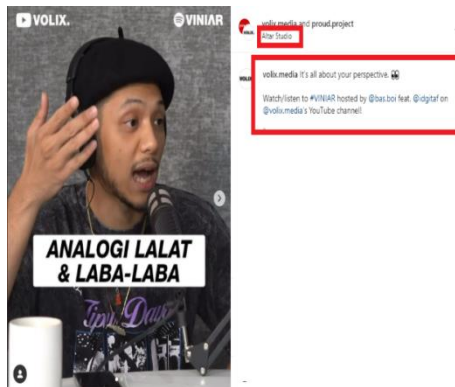 VOLIX.
VINIAR
ANALOGI LALAT
& LABA-LABA
volix.media and proud.project
Alter Studio
volix.media It's all about your perspective. 👀
Watch/listen to #VINIAR hosted by @bas.boi feat. @idgitaf on
@volix.media's YouTube channel!